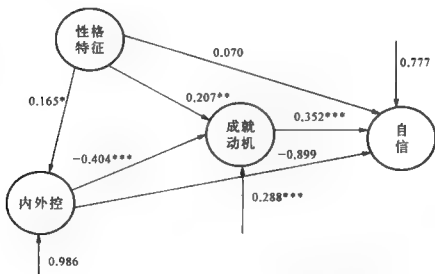 性格
特征
0.070
0.777
0.165*
0.207**
成就
动机
0.352***
自
信
-0.404***
-0.899
内外控
0.288***
0.986